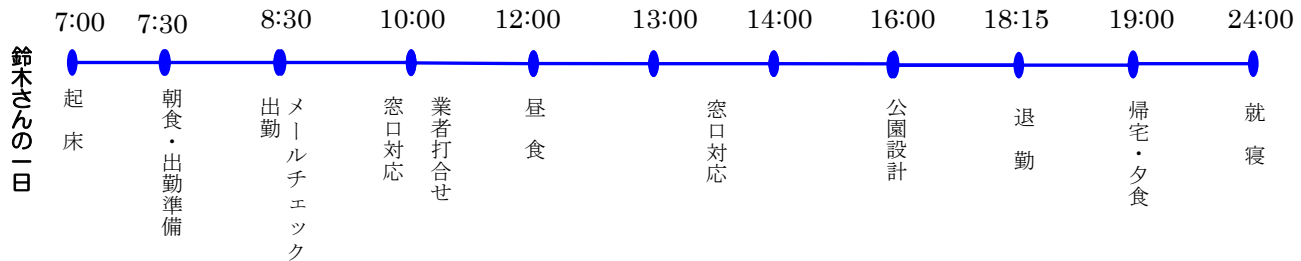 7:00
7:30
8:30
10:00
12:00
13:00
14:00
16:00
18:15
19:00
24:00
鈴木さんの一日
起床
朝食・出勤準備
出勤
メールチェック
窓口対応
業者打合せ
昼食
窓口対応
公園設計
退勤
帰宅・夕食
就寝